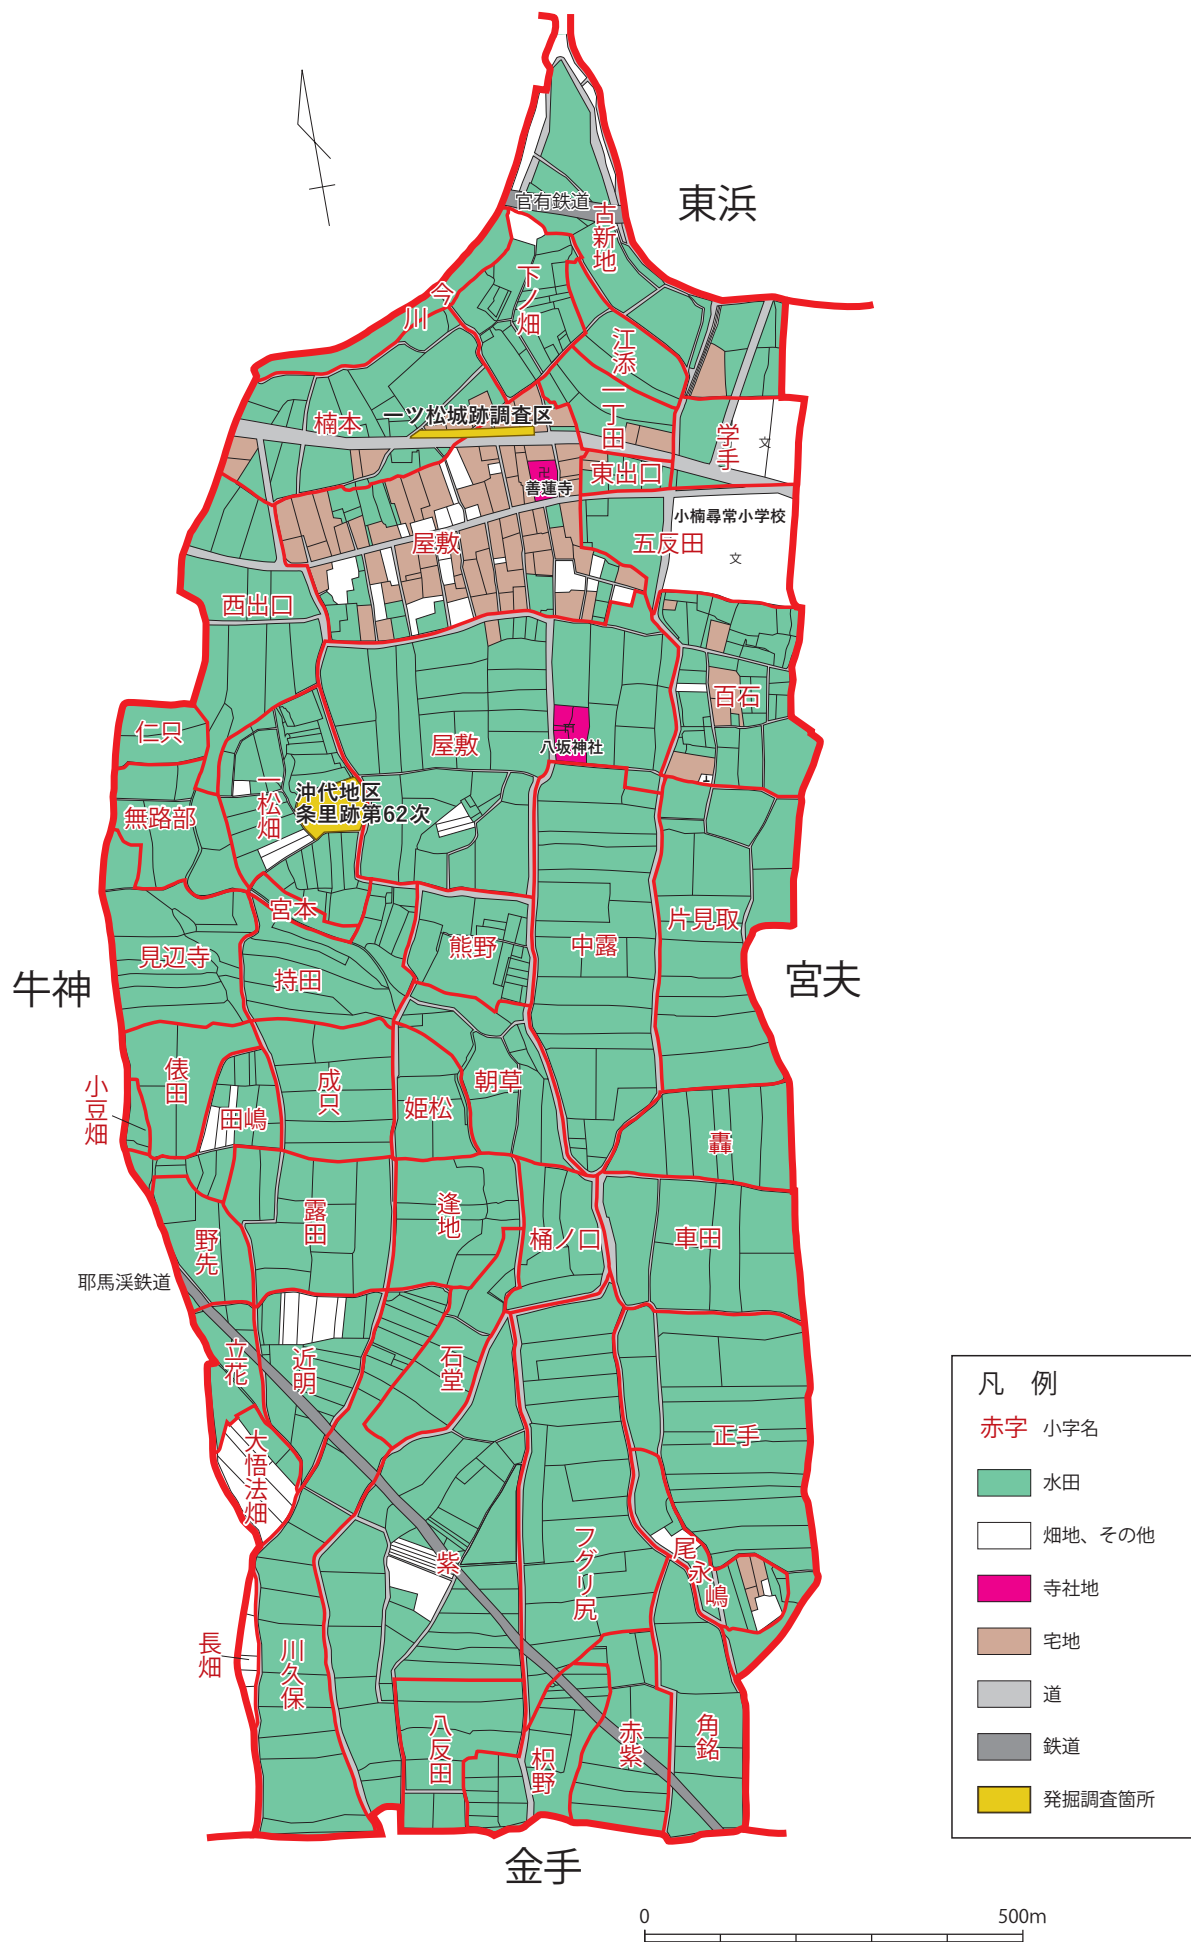 東浜
官有鉄道
古新地
下ノ畑
今川
江添
一丁田
一ツ松城跡調査区
楠本
学手
文
東出口
卍
善蓮寺
小楠尋常小学校
屋敷
五反田
文
西出口
百石
仁只
屋敷
八坂神社
一松畑
沖代地区
条里跡第62次
無路部
宮本
片見取
熊野
中露
見辺寺
持田
牛神
宮夫
俵田
小豆畑
田嶋
成只
姫松
朝草
轟
逢地
露田
野先
桶ノ口
車田
耶馬渓鉄道
立花
近明
石堂
大悟法畑
正手
紫
フグリ尻
尾永嶋
長畑
川久保
八反田
枳野
赤紫
角銘
金手
凡 例
赤字 小字名
水田
畑地、その他
寺社地
宅地
道
鉄道
発掘調査箇所
0 500m